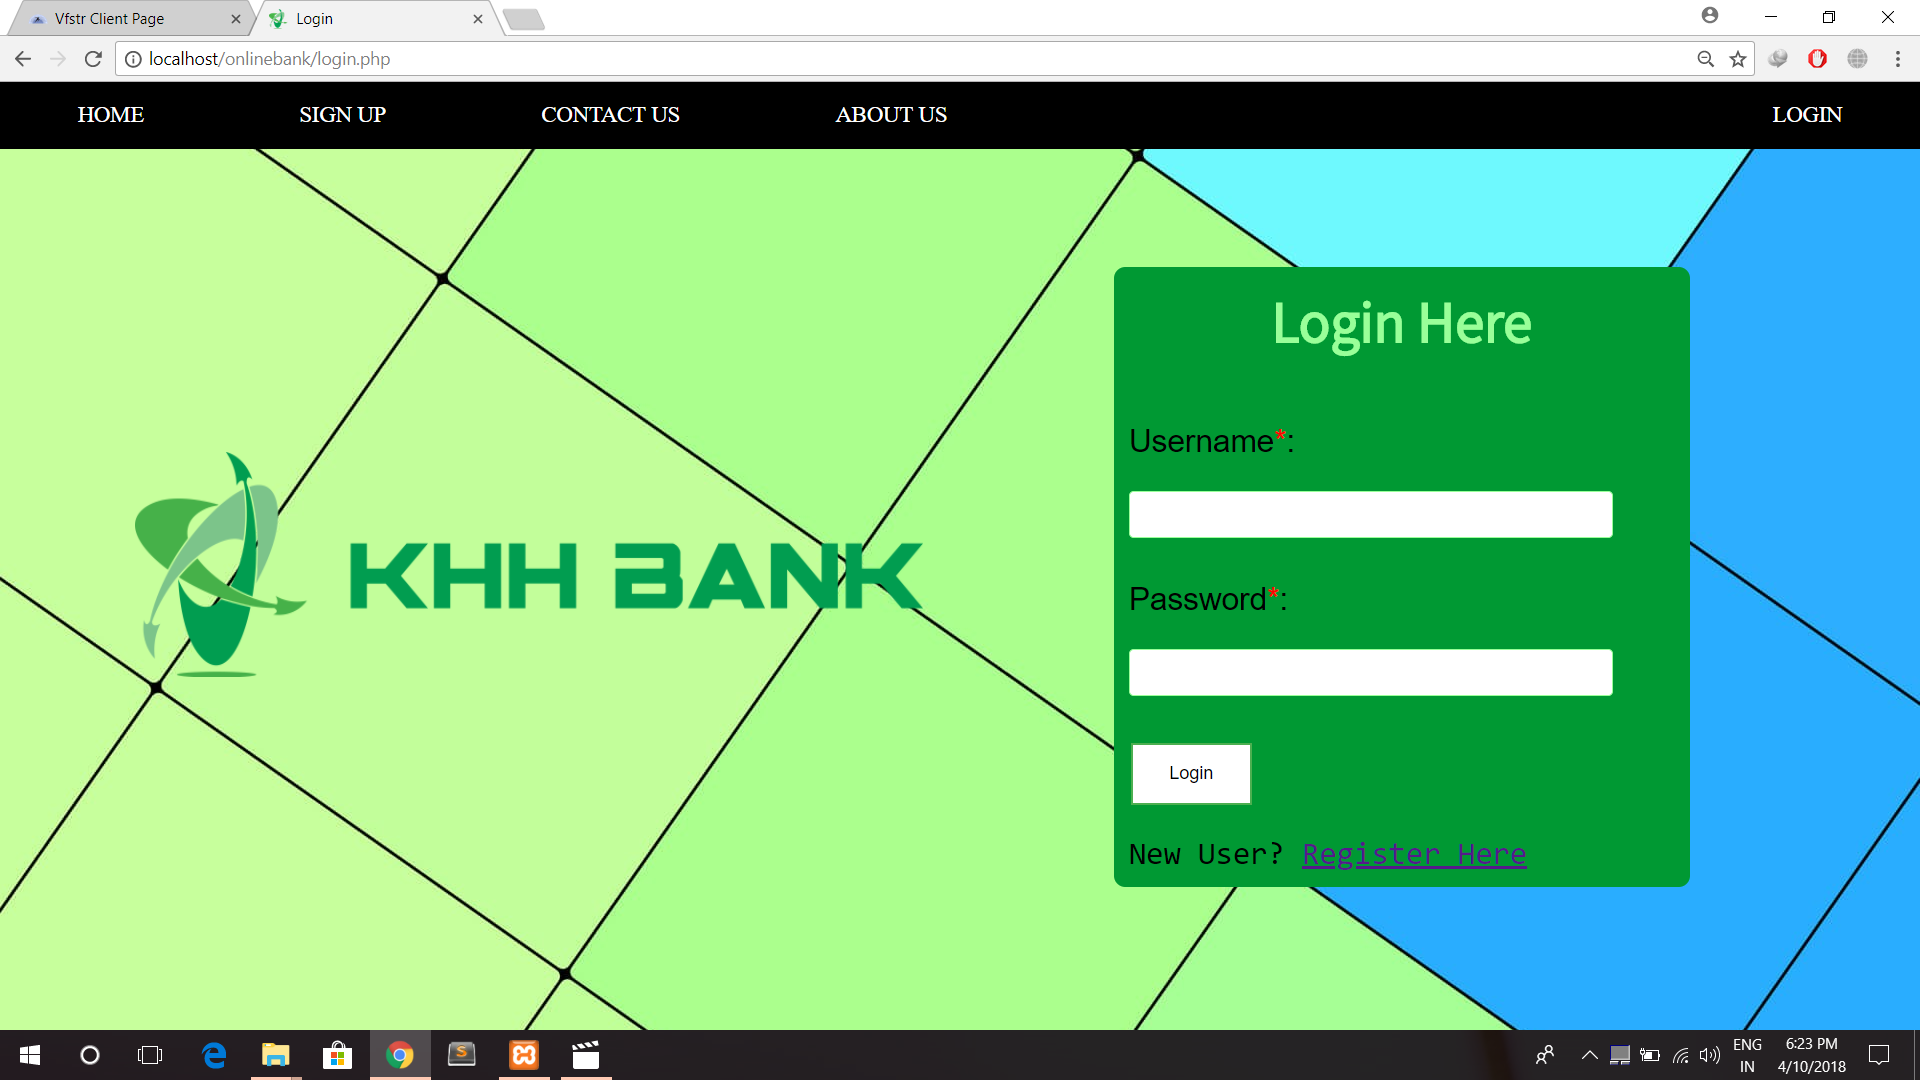 Vfstr Client Page
Login
localhost/onlinebank/login.php
HOME
SIGN UP
CONTACT US
ABOUT US
LOGIN
Login Here
Username*:
KHH BANK
Password*:
Login
New User? Register Here
S
ENG
IN
6:23 PM
4/10/2018